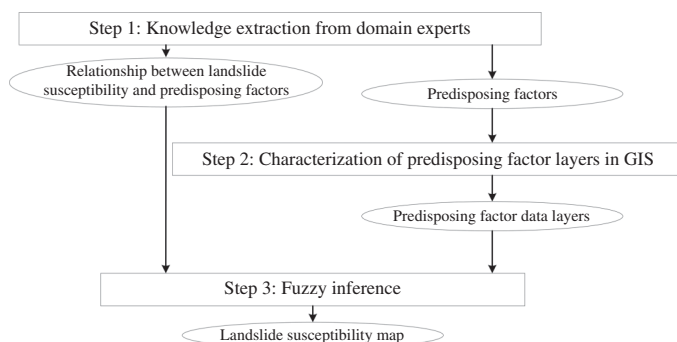 Step 1: Knowledge extraction from domain experts
Relationship between landslide
susceptibility and predisposing factors
Predisposing factors
Step 2: Characterization of predisposing factor layers in GIS
Predisposing factor data layers
Step 3: Fuzzy inference
Landslide susceptibility map